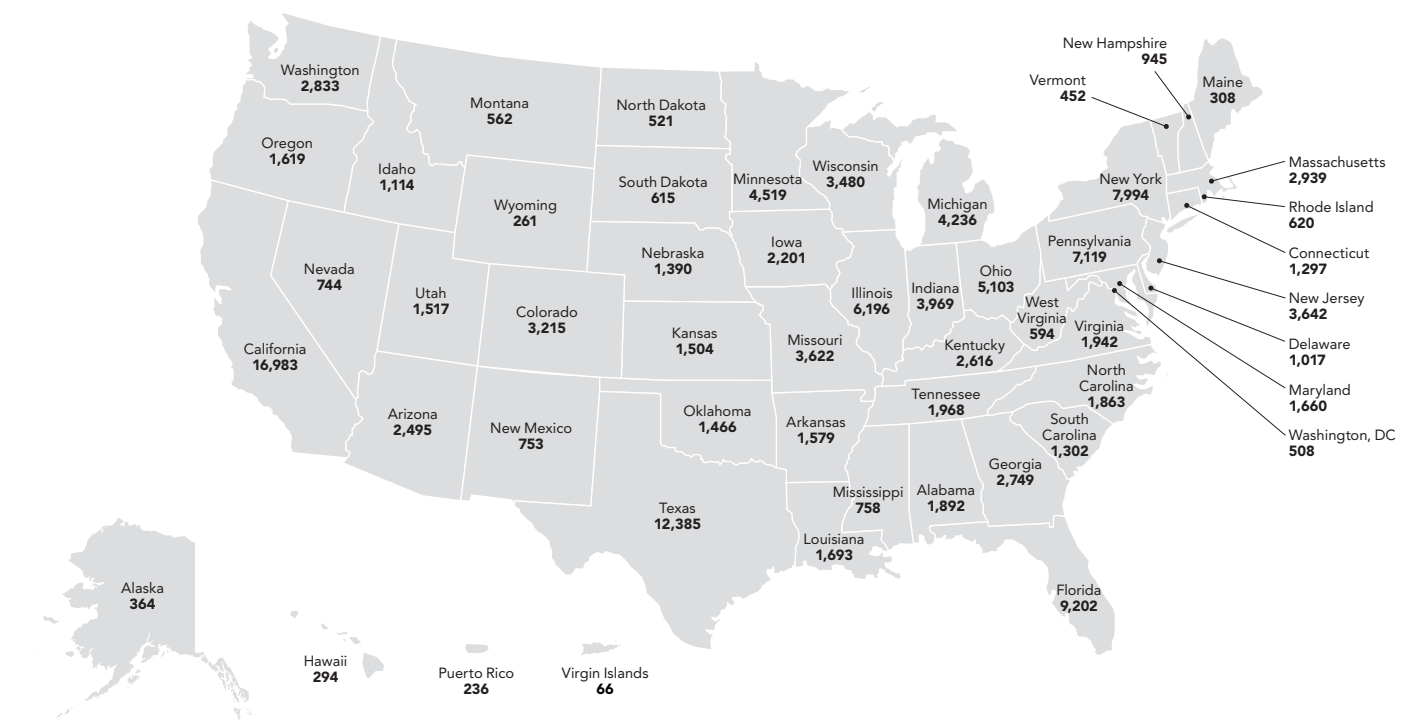 Washington
2,833
Oregon
1,619
California
16,983
Nevada
744
Idaho
1,114
Montana
562
Wyoming
261
Utah
1,517
Colorado
3,215
Arizona
2,495
New Mexico
753
North Dakota
521
South Dakota
615
Nebraska
1,390
Kansas
1,504
Oklahoma
1,466
Texas
12,385
Minnesota
4,519
Iowa
2,201
Missouri
3,622
Arkansas
1,579
Louisiana
1,693
Wisconsin
3,480
Illinois
6,196
Michigan
4,236
Indiana
3,969
Ohio
5,103
Kentucky
2,616
Tennessee
1,968
Mississippi
758
Alabama
1,892
Georgia
2,749
Florida
9,202
South
Carolina
1,302
North
Carolina
1,863
Virginia
1,942
West
Virginia
594
Pennsylvania
7,119
New York
7,994
Vermont
452
New Hampshire
945
Maine
308
Massachusetts
2,939
Rhode Island
620
Connecticut
1,297
New Jersey
3,642
Delaware
1,017
Maryland
1,660
Washington, DC
508
Alaska
364
Hawaii
294
Puerto Rico
236
Virgin Islands
66